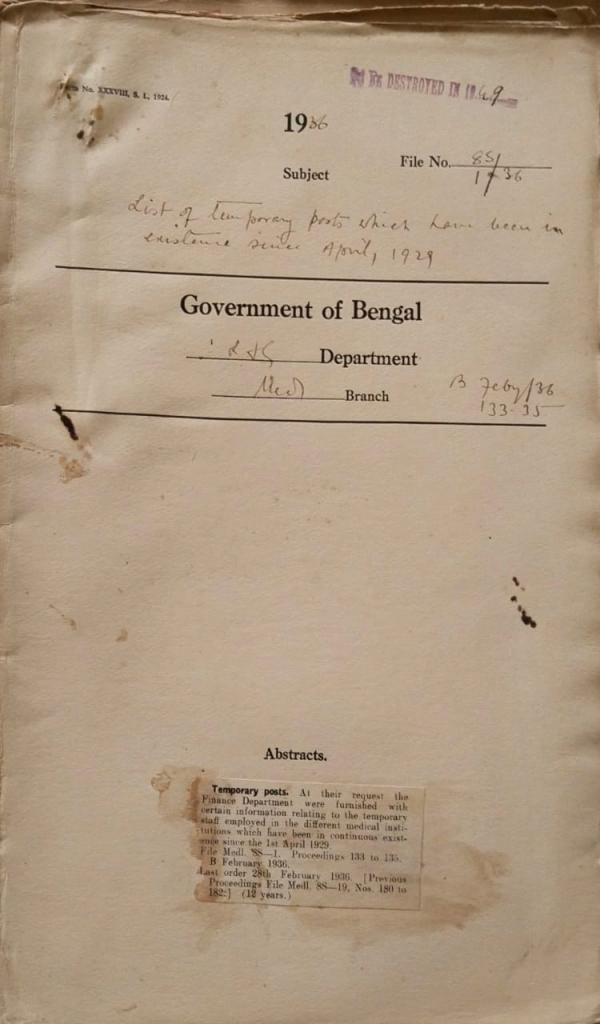 No. XXXVIII, S. L., 1924.
BE DESTROYED IN 1949
1936
File No. 8S/1 of 36
Subject
List of temporary posts which have been in
existence since April, 1929
Government of Bengal
Department
Medl Branch
B Feby/36
133-35
Abstracts.
Temporary posts. At their request the
Finance Department were furnished with
certain information relating to the temporary
staff employed in the different medical insti-
tutions which have been in continuous exist-
ence since the 1st April 1929.
File Medl. 8S—1. Proceedings 133 to 135.
B February 1936.
Last order 28th February 1936. [Previous
Proceedings File Medl. 8S—19, Nos. 180 to
182.] (12 years.)